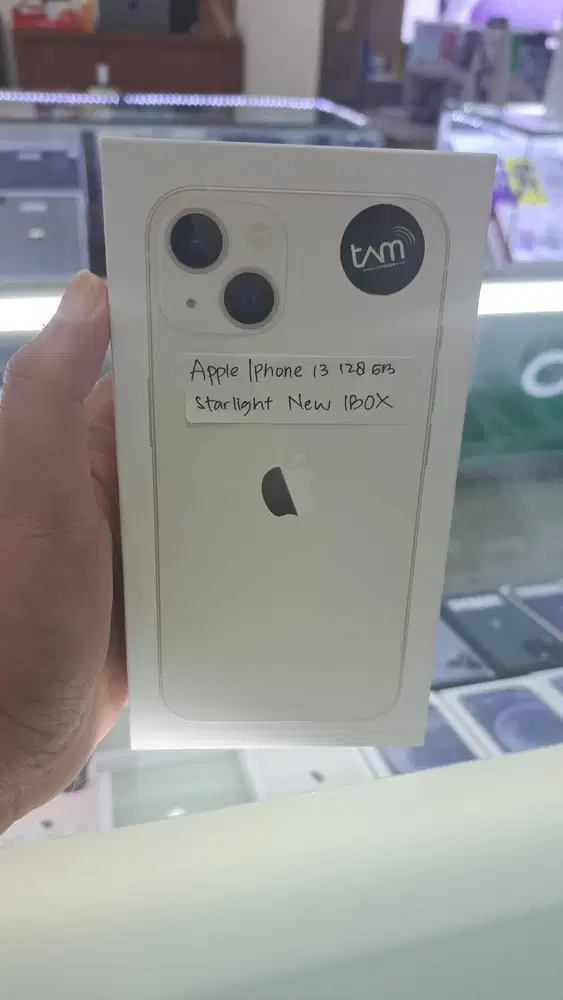 tam
Apple Iphone 13 128 GB
Starlight New IBOX